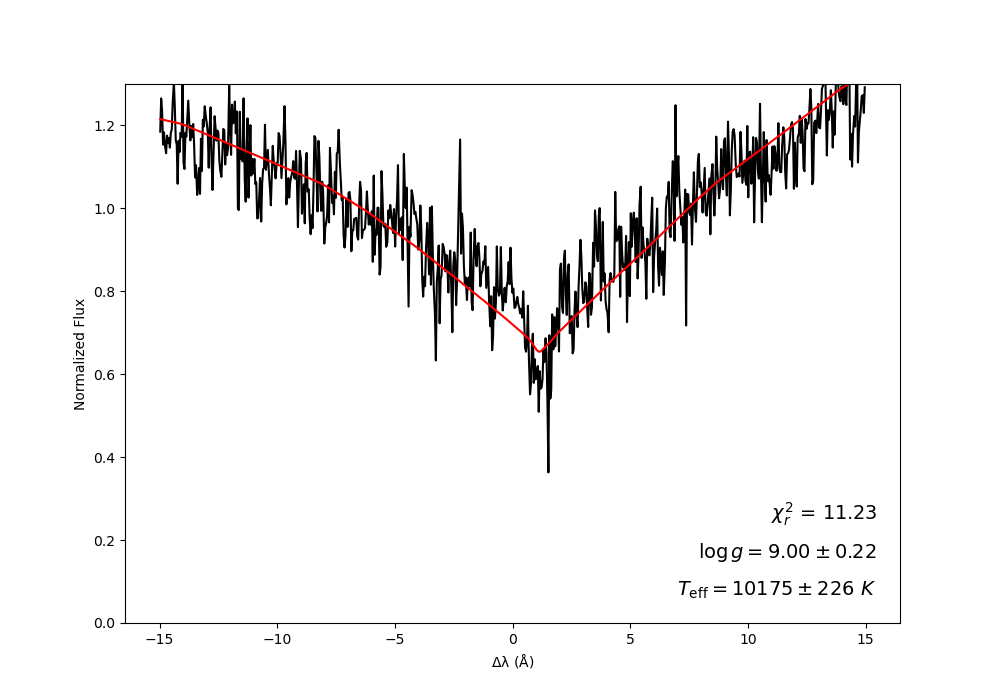 1.2
1.0
0.8
0.6
0.4
0.2
0.0
Normalized Flux
χ²ᵣ = 11.23
log g = 9.00 ± 0.22
T_eff = 10175 ± 226 K
−15 −10 −5 0 5 10 15
Δλ (Å)